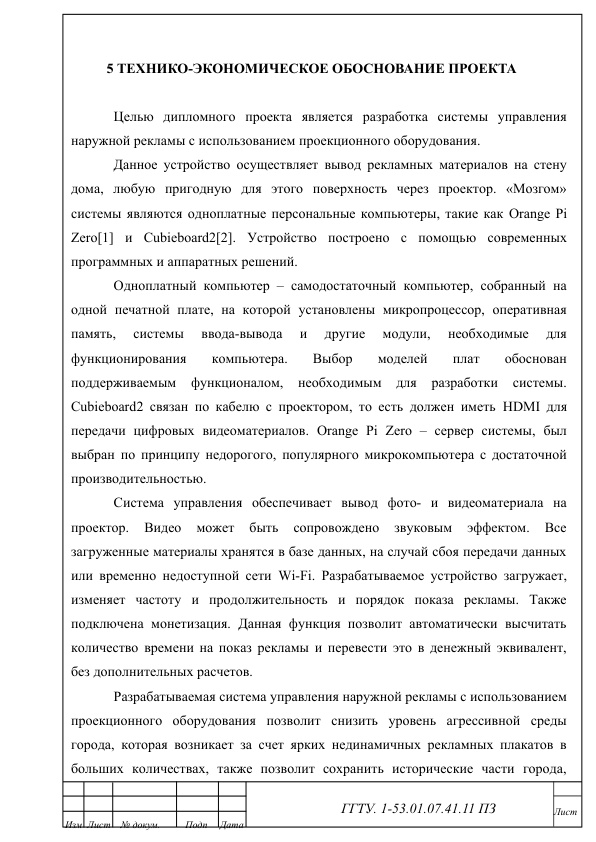 5 ТЕХНИКО-ЭКОНОМИЧЕСКОЕ ОБОСНОВАНИЕ ПРОЕКТА
Целью дипломного проекта является разработка системы управления
наружной рекламы с использованием проекционного оборудования.
Данное устройство осуществляет вывод рекламных материалов на стену
дома, любую пригодную для этого поверхность через проектор. «Мозгом»
системы являются одноплатные персональные компьютеры, такие как Orange Pi
Zero[1] и Cubieboard2[2]. Устройство построено с помощью современных
программных и аппаратных решений.
Одноплатный компьютер – самодостаточный компьютер, собранный на
одной печатной плате, на которой установлены микропроцессор, оперативная
память, системы ввода-вывода и другие модули, необходимые для
функционирования компьютера. Выбор моделей плат обоснован
поддерживаемым функционалом, необходимым для разработки системы.
Cubieboard2 связан по кабелю с проектором, то есть должен иметь HDMI для
передачи цифровых видеоматериалов. Orange Pi Zero – сервер системы, был
выбран по принципу недорогого, популярного микрокомпьютера с достаточной
производительностью.
Система управления обеспечивает вывод фото- и видеоматериала на
проектор. Видео может быть сопровождено звуковым эффектом. Все
загруженные материалы хранятся в базе данных, на случай сбоя передачи данных
или временно недоступной сети Wi-Fi. Разрабатываемое устройство загружает,
изменяет частоту и продолжительность и порядок показа рекламы. Также
подключена монетизация. Данная функция позволит автоматически высчитать
количество времени на показ рекламы и перевести это в денежный эквивалент,
без дополнительных расчетов.
Разрабатываемая система управления наружной рекламы с использованием
проекционного оборудования позволит снизить уровень агрессивной среды
города, которая возникает за счет ярких нединамичных рекламных плакатов в
больших количествах, также позволит сохранить исторические части города,
ГГТУ. 1-53.01.07.41.11 ПЗ
Лист
Изм Лист № докум. Подп Дата